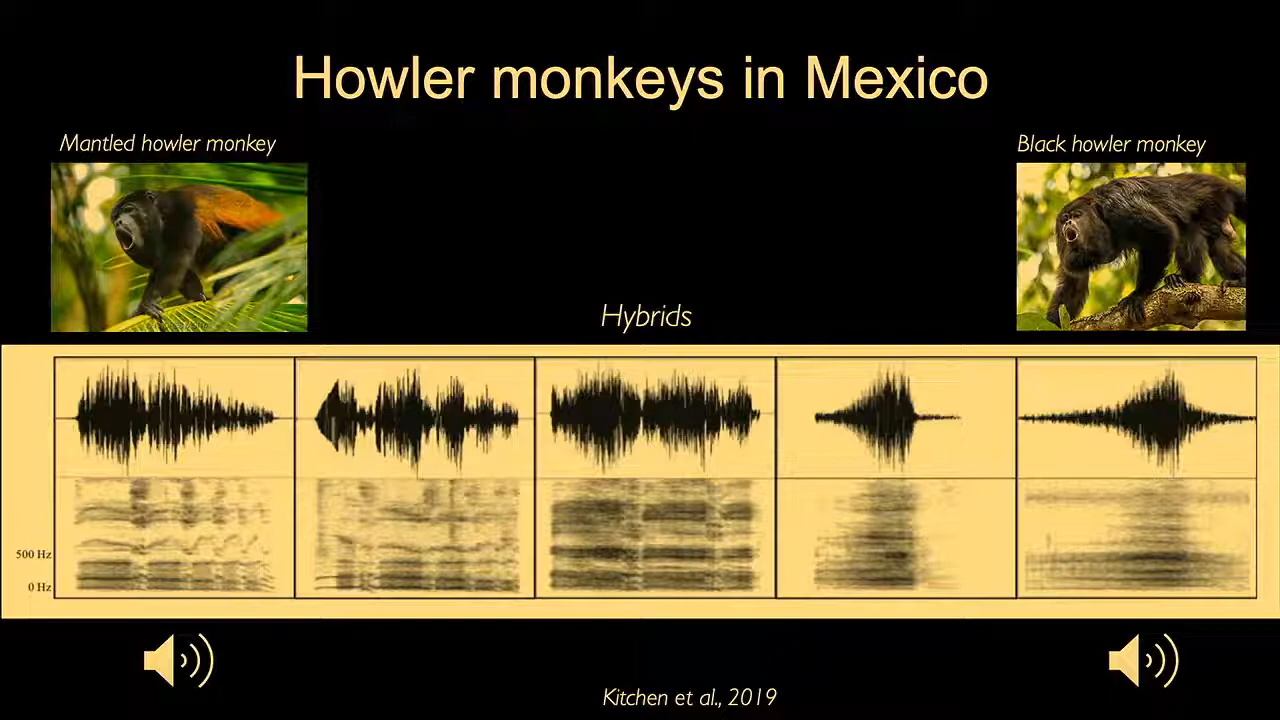 Howler monkeys in Mexico
Mantled howler monkey
Black howler monkey
Hybrids
500 Hz
0 Hz
Kitchen et al., 2019